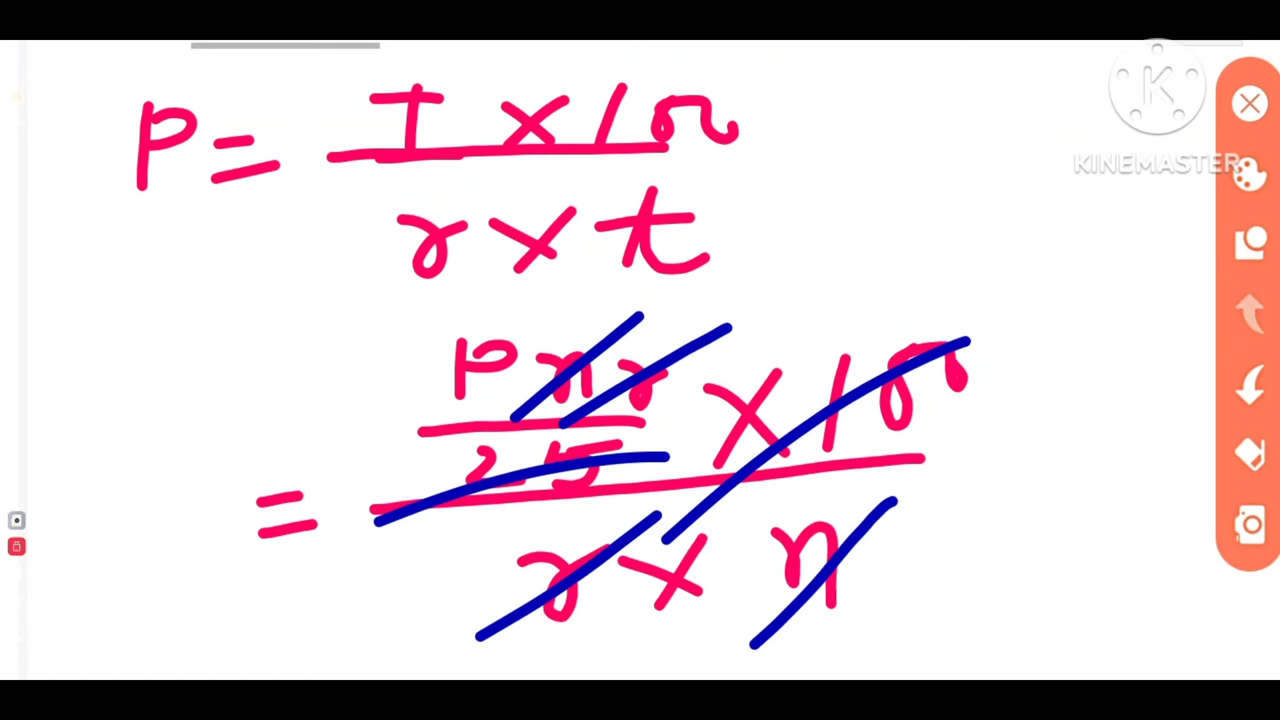 P = I × 100
r × t
= P n r × 100
25
r × n
KINEMASTER